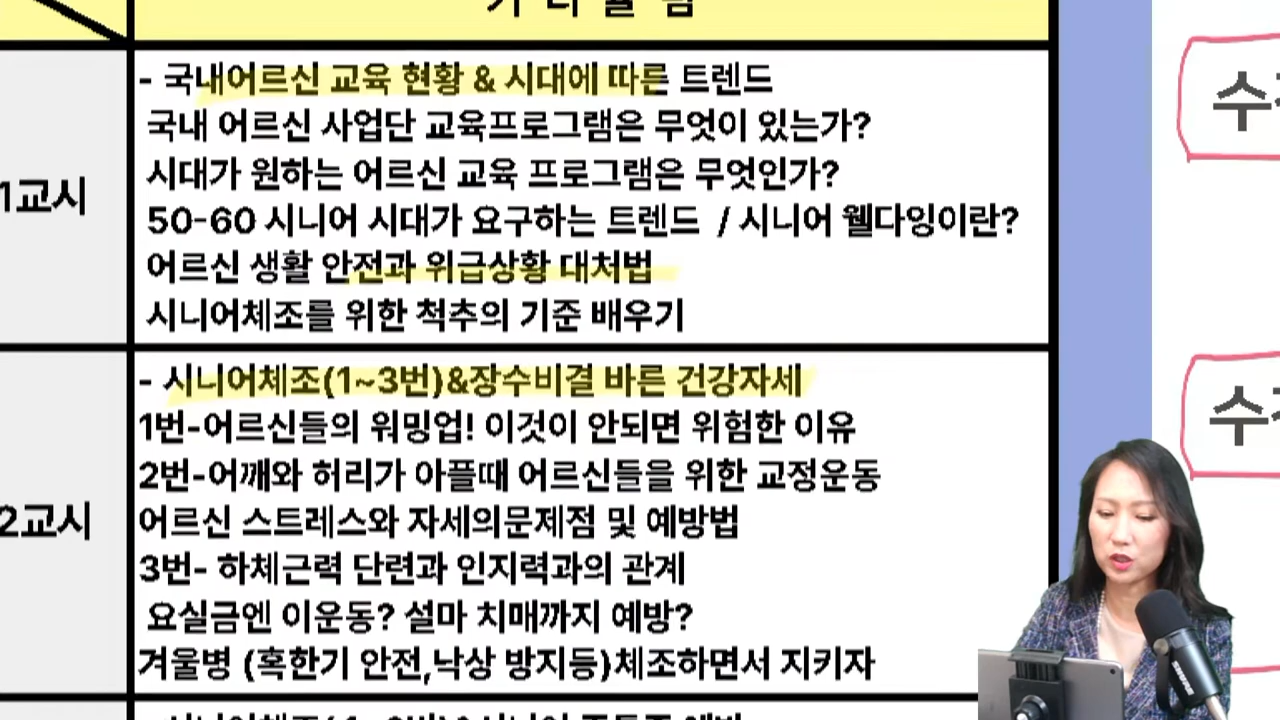 커 리 큘 럼
1교시
- 국내어르신 교육 현황 & 시대에 따른 트렌드
국내 어르신 사업단 교육프로그램은 무엇이 있는가?
시대가 원하는 어르신 교육 프로그램은 무엇인가?
50-60 시니어 시대가 요구하는 트렌드 / 시니어 웰다잉이란?
어르신 생활 안전과 위급상황 대처법
시니어체조를 위한 척추의 기준 배우기
2교시
- 시니어체조(1~3번)&장수비결 바른 건강자세
1번-어르신들의 워밍업! 이것이 안되면 위험한 이유
2번-어깨와 허리가 아플때 어르신들을 위한 교정운동
어르신 스트레스와 자세의문제점 및 예방법
3번- 하체근력 단련과 인지력과의 관계
요실금엔 이운동? 설마 치매까지 예방?
겨울병 (혹한기 안전,낙상 방지등)체조하면서 지키자
수
수